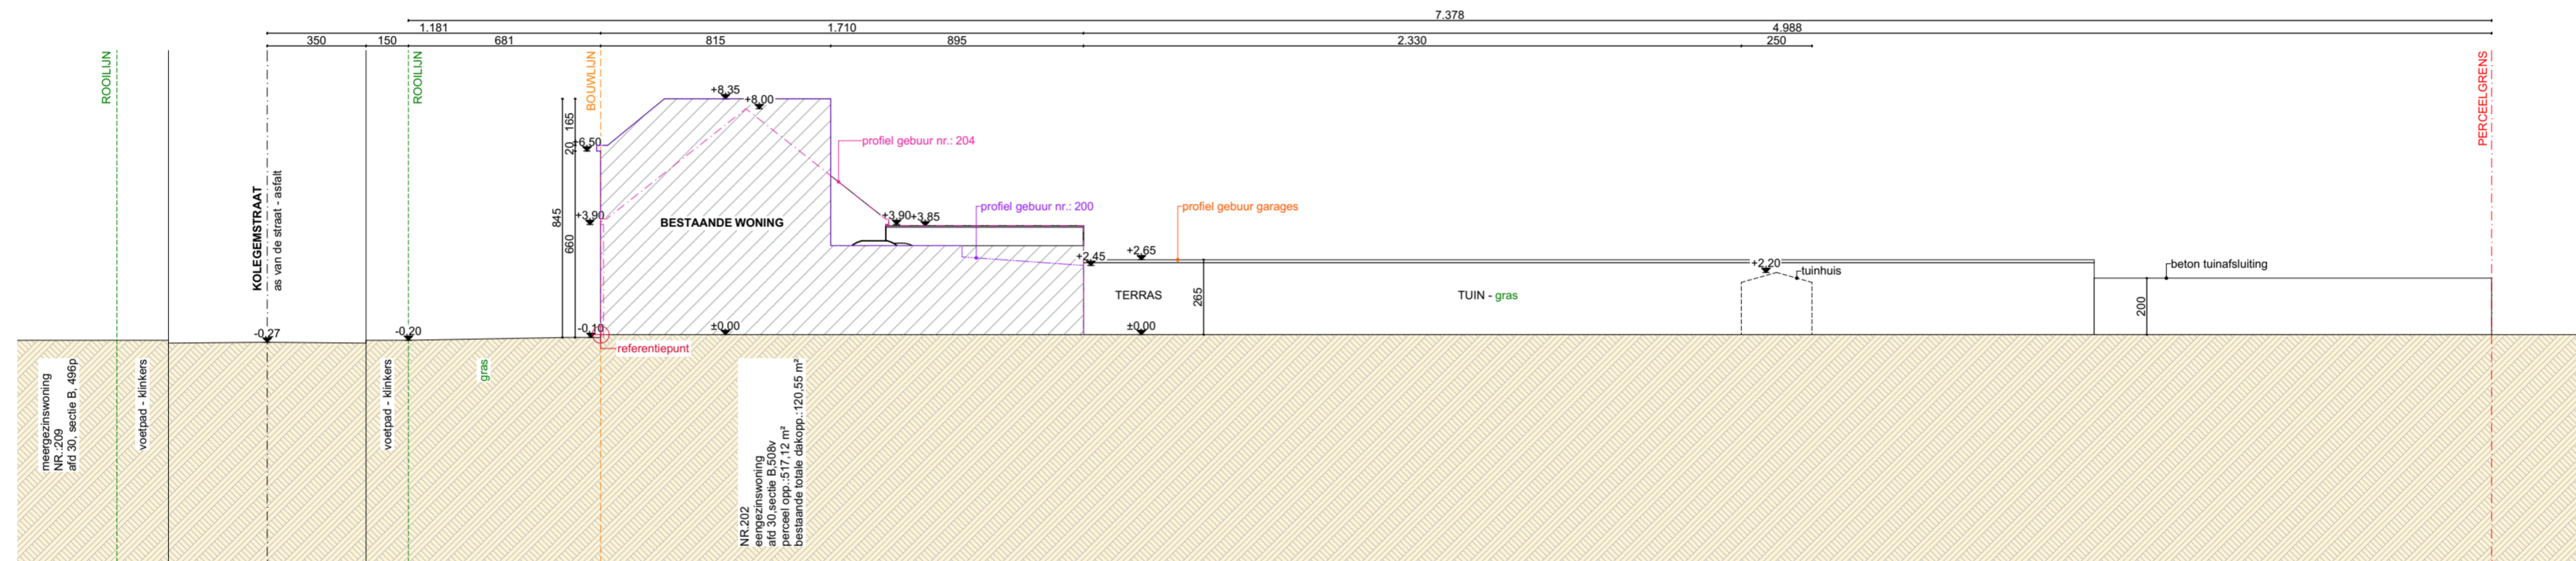 7.378
1.181
1.710
4.988
350
150
681
815
895
2.330
250
ROOILIJN
KOLEGEMSTRAAT
as van de straat - asfalt
ROOILIJN
BOUWLIJN
PERCEELGRENS
+8,35
+8,00
165
20
+6,50
profiel gebuur nr.: 204
845
660
+3,90
BESTAANDE WONING
+3,90
+3,85
profiel gebuur nr.: 200
profiel gebuur garages
+2,45
+2,65
+2,20
tuinhuis
beton tuinafsluiting
265
TERRAS
TUIN - gras
200
-0,27
-0,20
-0,10
±0,00
±0,00
referentiepunt
meergezinswoning
NR.:209
afd 30, sectie B, 496p
voetpad - klinkers
voetpad - klinkers
gras
NR.202
eengezinswoning
afd 30,sectie B,508v
perceel opp.:517,12 m²
bestaande totale dakopp.:120,55 m²